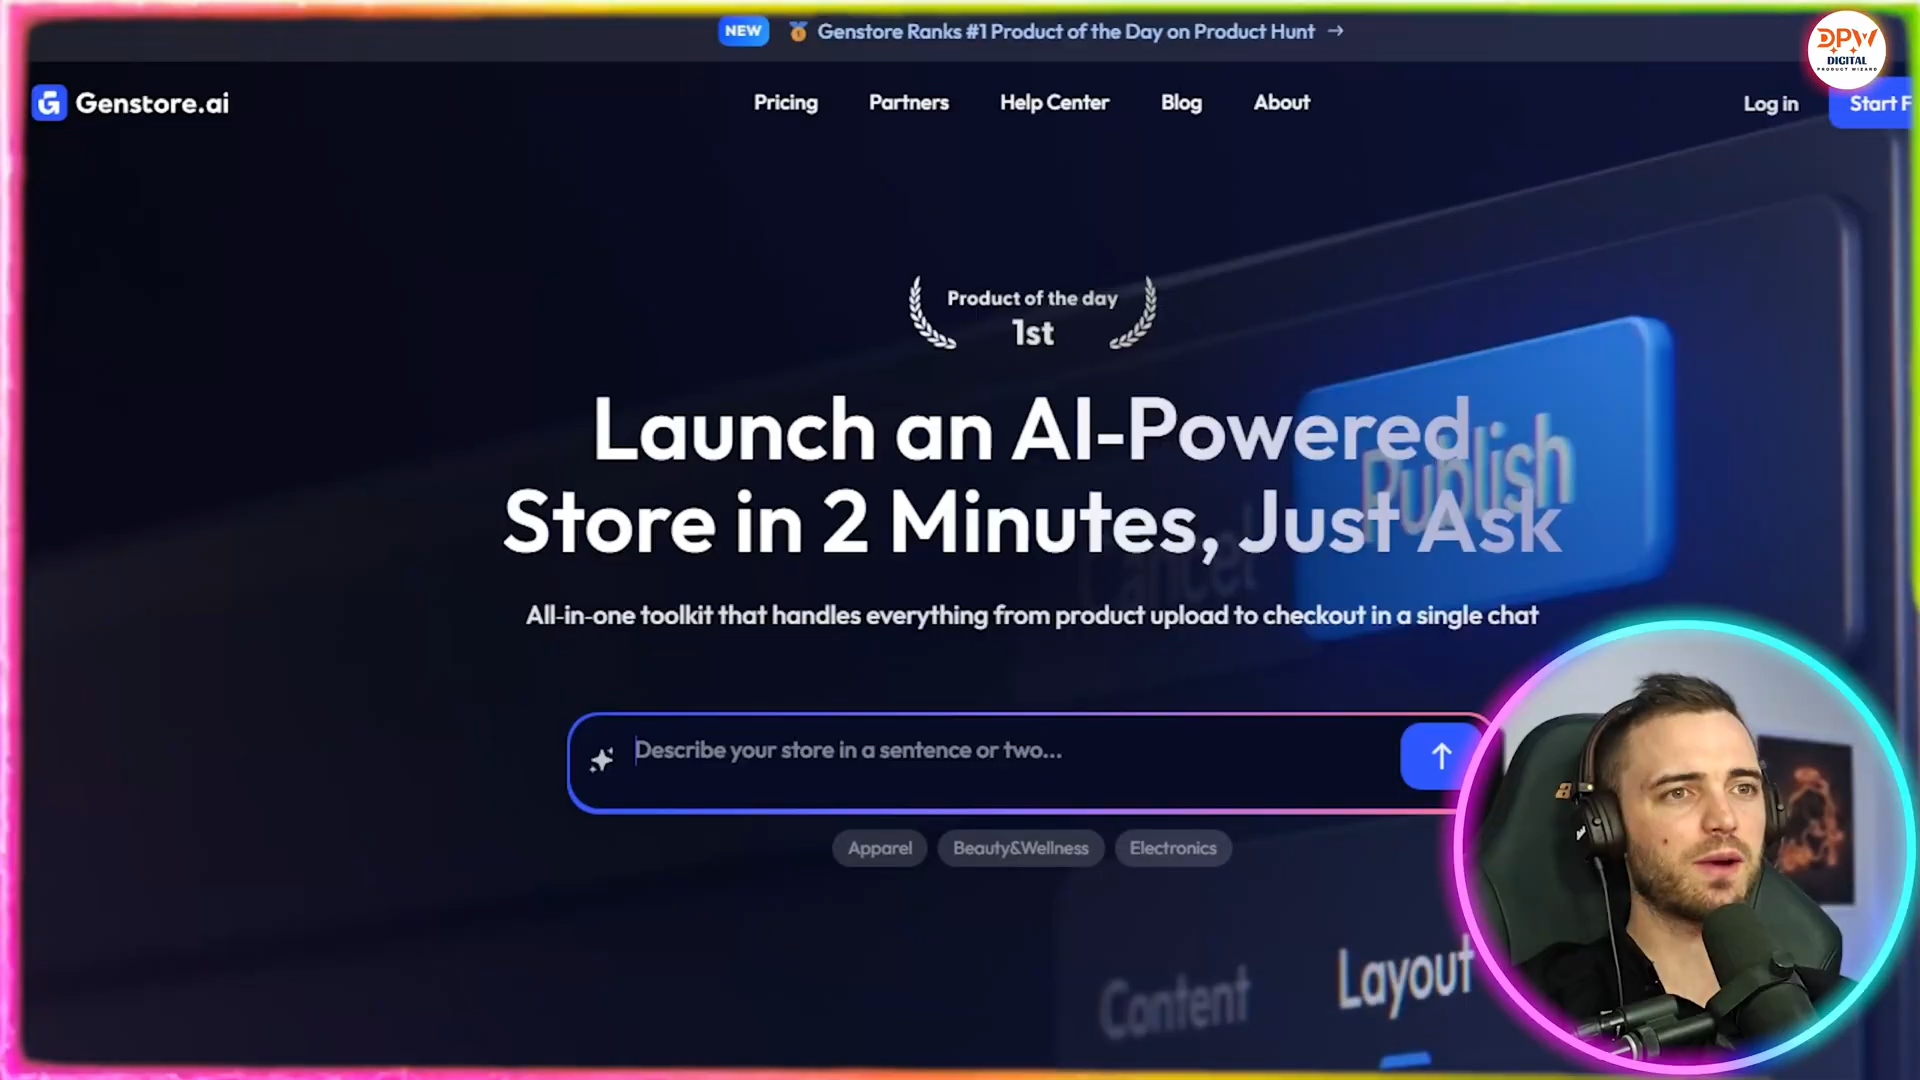 NEW Genstore Ranks #1 Product of the Day on Product Hunt →
DPW
DIGITAL
PRODUCT WIZARD
Genstore.ai
Pricing
Partners
Help Center
Blog
About
Log in
Start F
Product of the day
1st
Launch an AI-Powered
Store in 2 Minutes, Just Ask
Publish
Cancel
All-in-one toolkit that handles everything from product upload to checkout in a single chat
Describe your store in a sentence or two...
Apparel
Beauty&Wellness
Electronics
Content
Layout